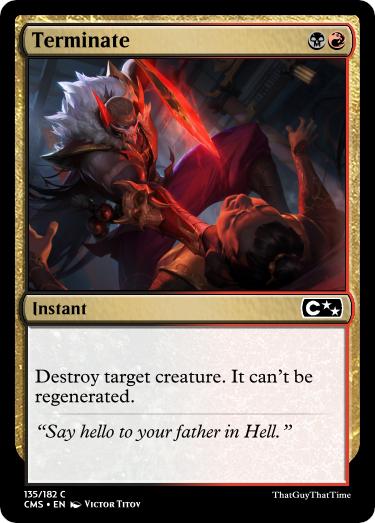 Terminate
Instant
C
Destroy target creature. It can't be
regenerated.
“Say hello to your father in Hell.”
135/182 C
CMS • EN Victor Titov
ThatGuyThatTime